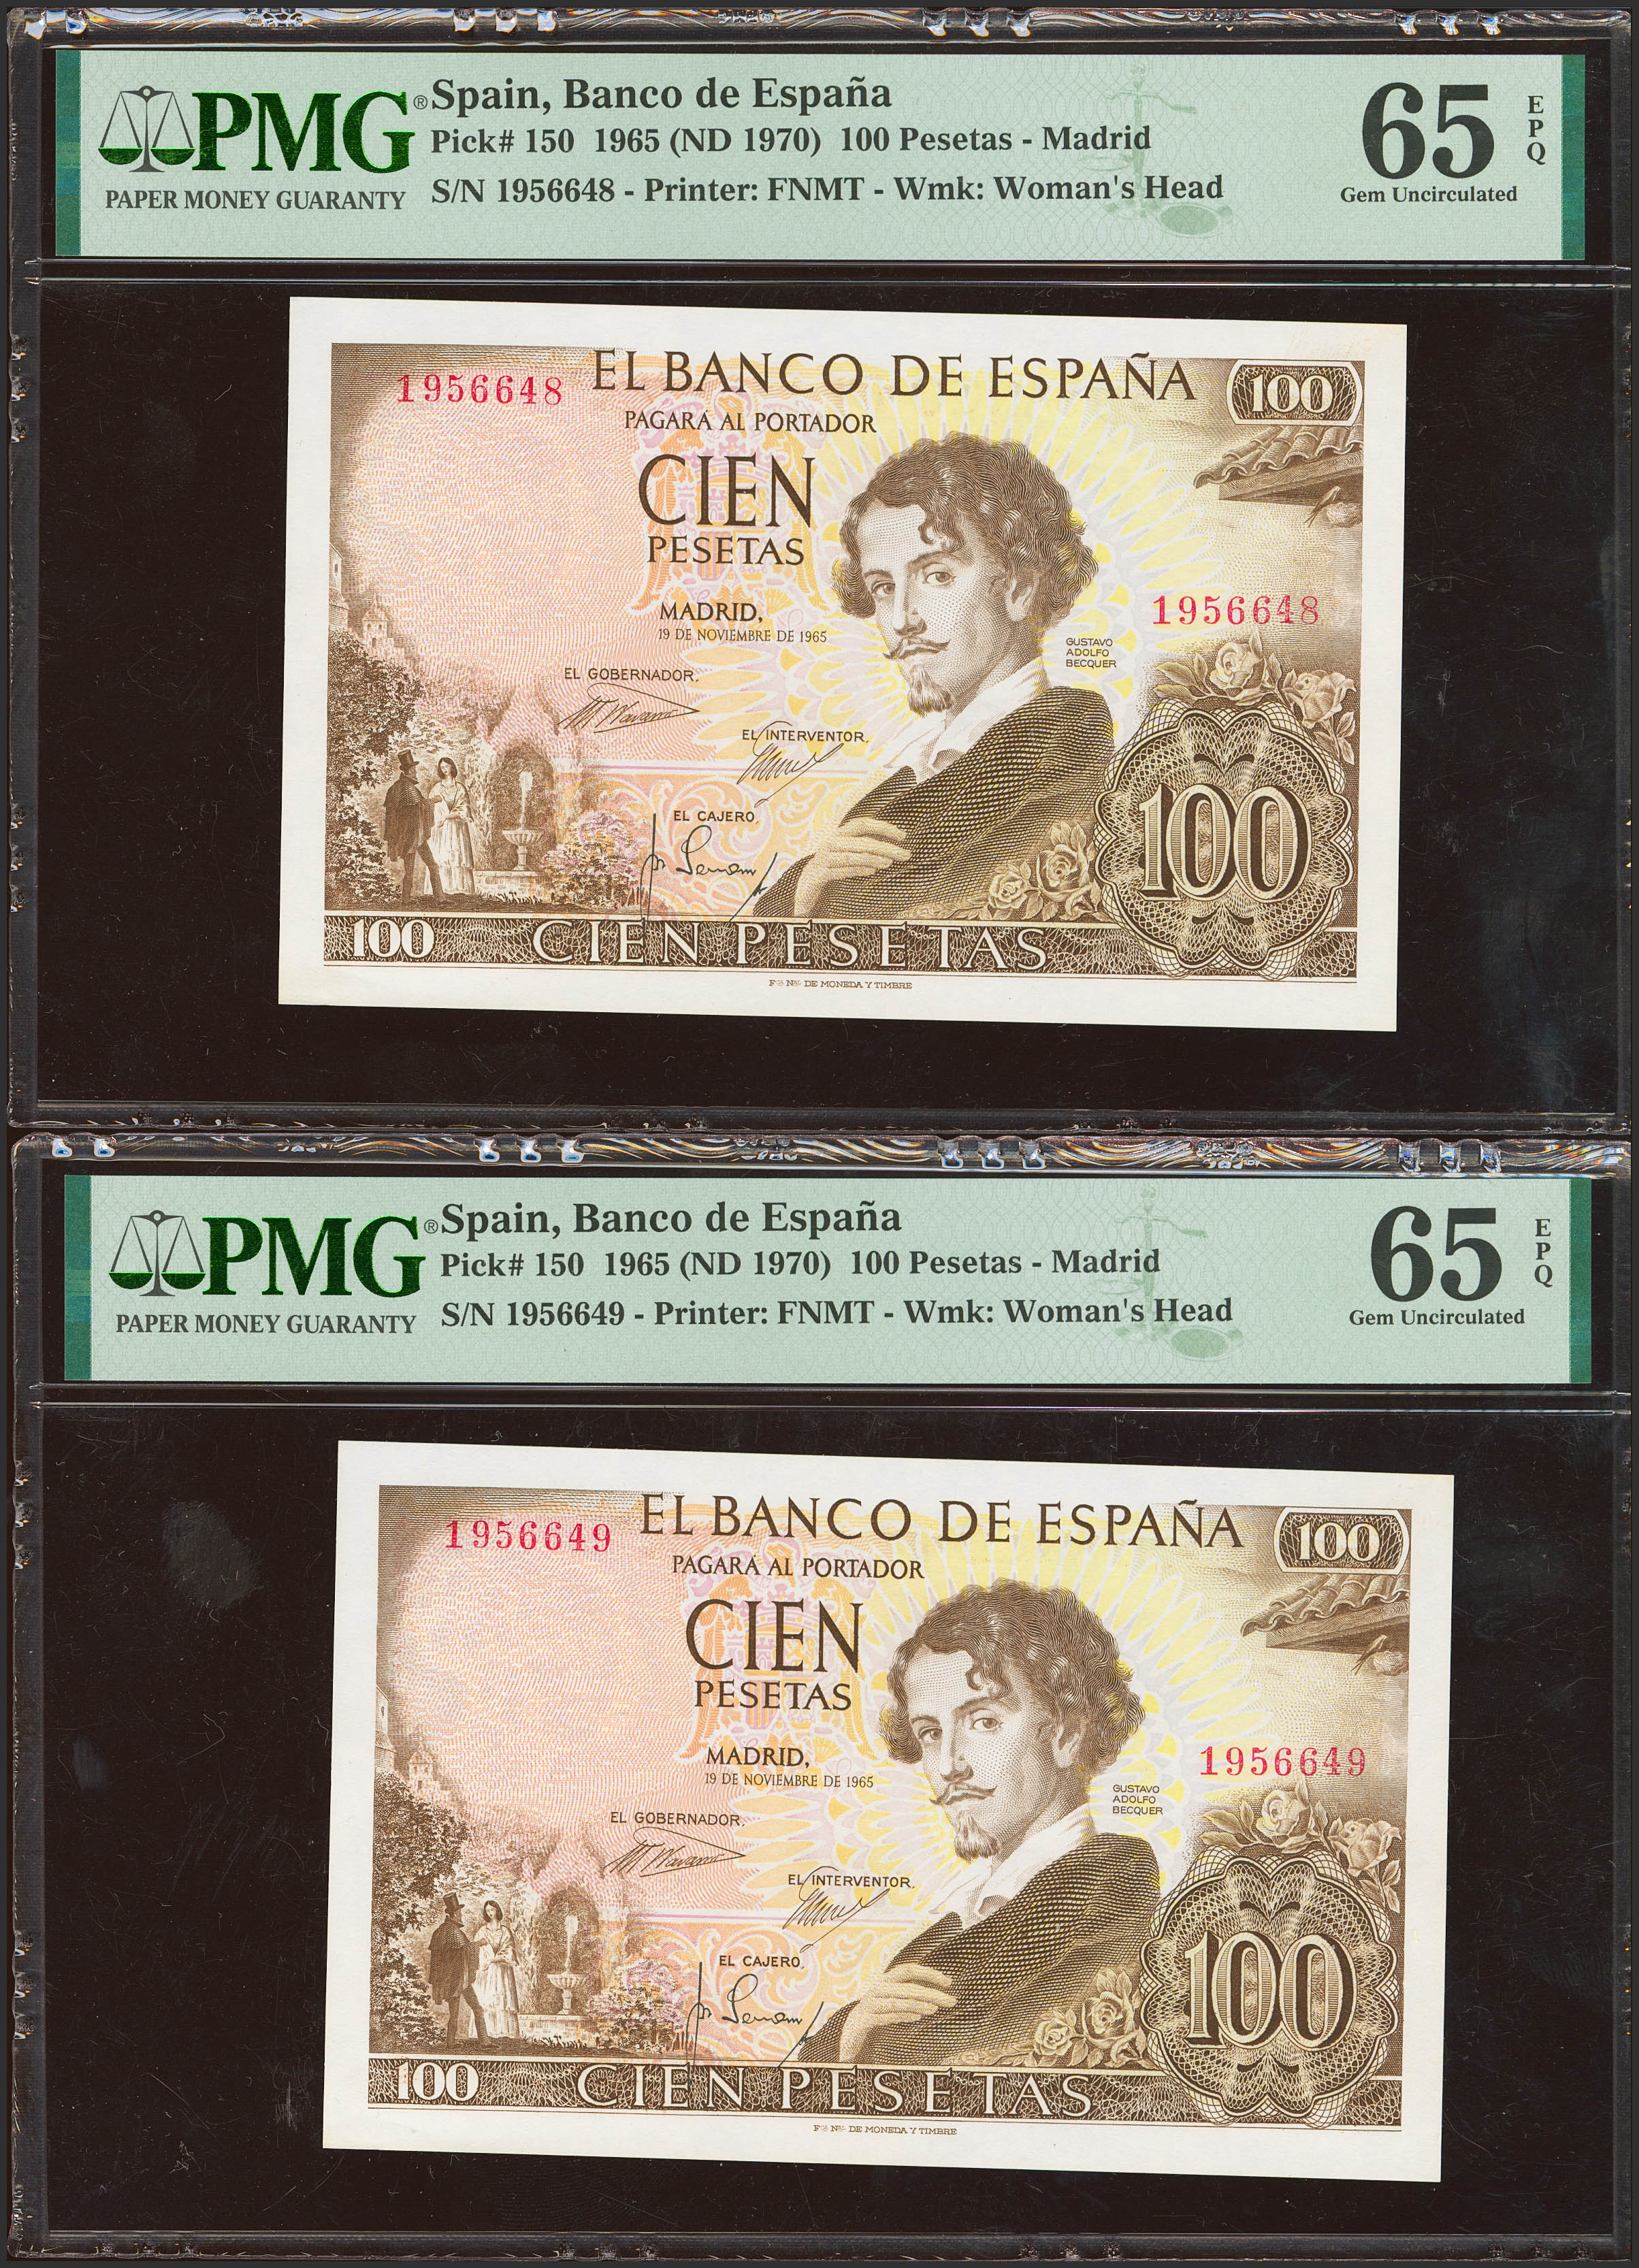 PMG®
PAPER MONEY GUARANTY
Spain, Banco de España
Pick# 150 1965 (ND 1970) 100 Pesetas - Madrid
S/N 1956648 - Printer: FNMT - Wmk: Woman's Head
65
EPQ
Gem Uncirculated
1956648
EL BANCO DE ESPAÑA
100
PAGARÁ AL PORTADOR
CIEN
PESETAS
MADRID,
19 DE NOVIEMBRE DE 1965
1956648
GUSTAVO
ADOLFO
BECQUER
EL GOBERNADOR,
EL INTERVENTOR,
EL CAJERO,
100
100
CIEN PESETAS
DE MONEDA Y TIMBRE
PMG®
PAPER MONEY GUARANTY
Spain, Banco de España
Pick# 150 1965 (ND 1970) 100 Pesetas - Madrid
S/N 1956649 - Printer: FNMT - Wmk: Woman's Head
65
EPQ
Gem Uncirculated
1956649
EL BANCO DE ESPAÑA
100
PAGARÁ AL PORTADOR
CIEN
PESETAS
MADRID,
19 DE NOVIEMBRE DE 1965
1956649
GUSTAVO
ADOLFO
BECQUER
EL GOBERNADOR,
EL INTERVENTOR,
EL CAJERO,
100
100
CIEN PESETAS
DE MONEDA Y TIMBRE